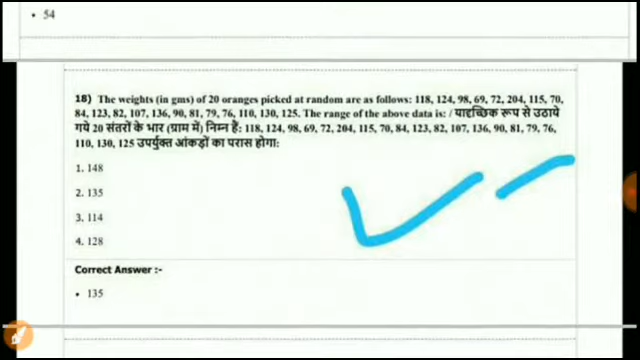 • 54
18) The weights (in gms) of 20 oranges picked at random are as follows: 118, 124, 98, 69, 72, 204, 115, 70,
84, 123, 82, 107, 136, 90, 81, 79, 76, 110, 130, 125. The range of the above data is: / यादृच्छिक रूप से उठाये
गये 20 संतरों के भार (ग्राम में) निम्न हैं: 118, 124, 98, 69, 72, 204, 115, 70, 84, 123, 82, 107, 136, 90, 81, 79, 76,
110, 130, 125 उपर्युक्त आंकड़ों का परास होगा:
1. 148
2. 135
3. 114
4. 128
Correct Answer :-
• 135